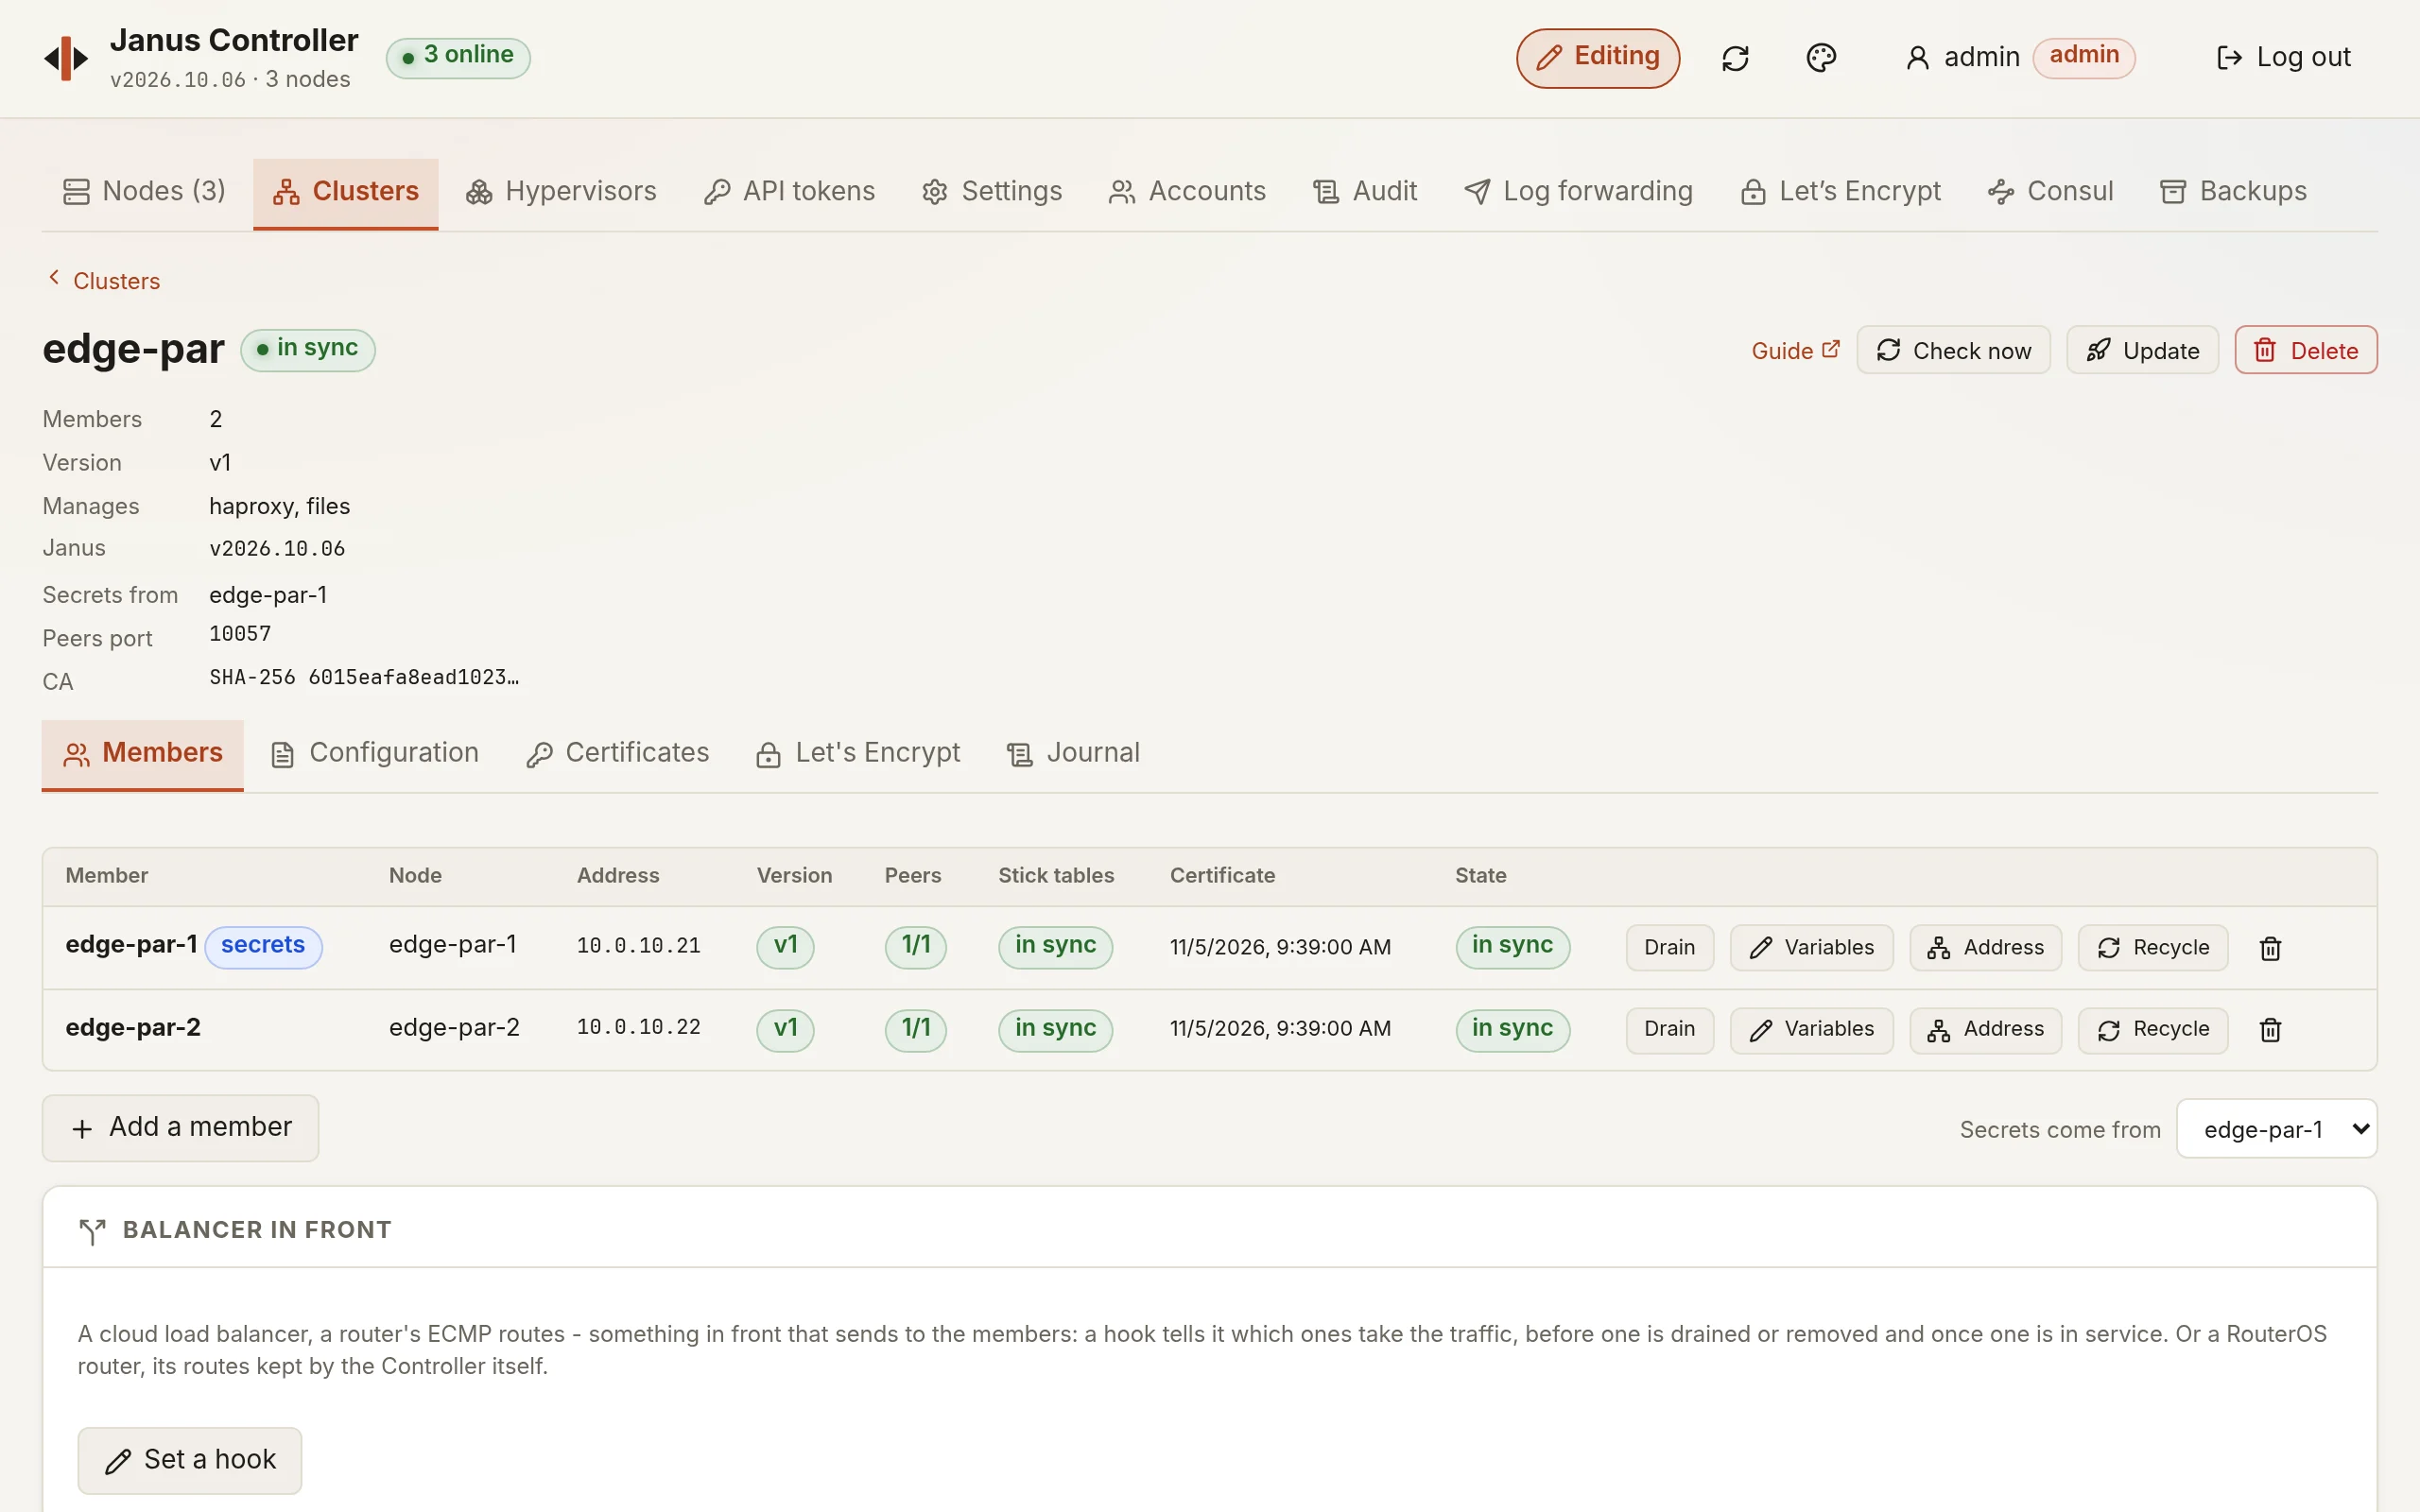 Janus Controller
v2026.10.06 · 3 nodes
3 online
Editing
admin
admin
Log out
Nodes (3)
Clusters
Hypervisors
API tokens
Settings
Accounts
Audit
Log forwarding
Let’s Encrypt
Consul
Backups
Clusters
edge-par
in sync
Guide
Check now
Update
Delete
Members 2
Version v1
Manages haproxy, files
Janus v2026.10.06
Secrets from edge-par-1
Peers port 10057
CA SHA-256 6015eafa8ead1023…
Members
Configuration
Certificates
Let's Encrypt
Journal
Member Node Address Version Peers Stick tables Certificate State
edge-par-1 secrets edge-par-1 10.0.10.21 v1 1/1 in sync 11/5/2026, 9:39:00 AM in sync Drain Variables Address Recycle
edge-par-2 edge-par-2 10.0.10.22 v1 1/1 in sync 11/5/2026, 9:39:00 AM in sync Drain Variables Address Recycle
Add a member
Secrets come from edge-par-1
BALANCER IN FRONT
A cloud load balancer, a router's ECMP routes - something in front that sends to the members: a hook tells it which ones take the traffic, before one is drained or removed and once one is in service. Or a RouterOS
router, its routes kept by the Controller itself.
Set a hook